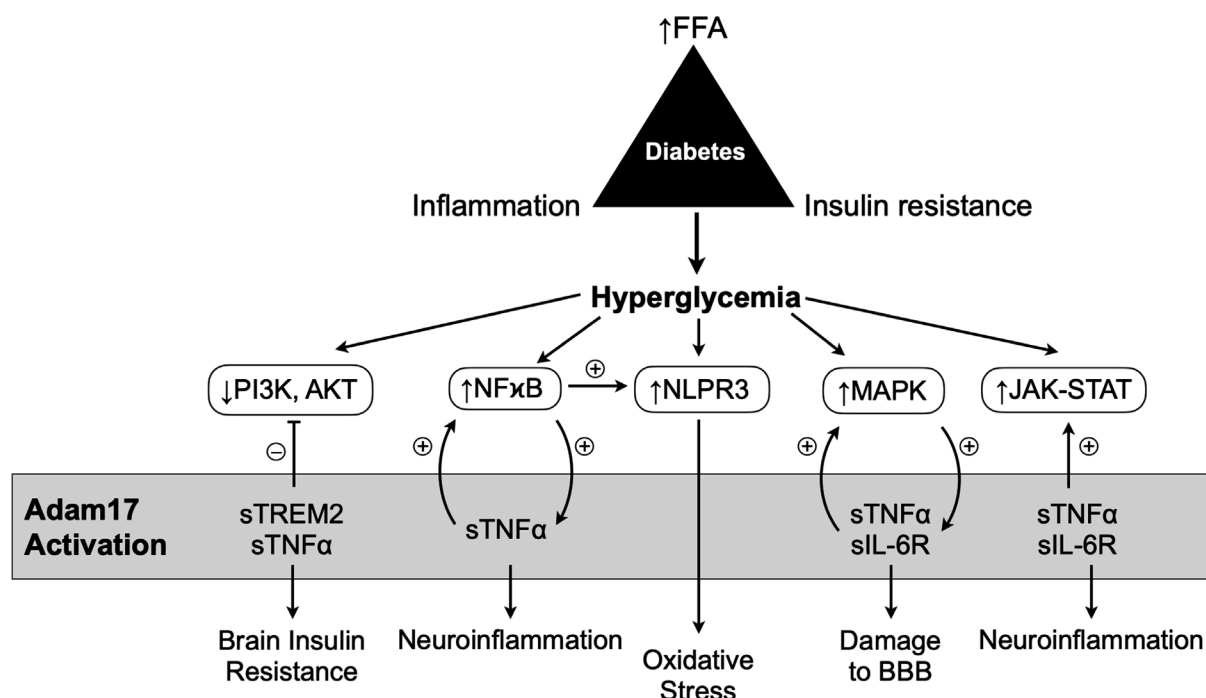 ↑FFA
Diabetes
Inflammation
Insulin resistance
Hyperglycemia
↓PI3K, AKT
↑NFϰB
⊕
↑NLPR3
↑MAPK
↑JAK-STAT
⊖
⊕
⊕
⊕
⊕
⊕
Adam17
Activation
sTREM2
sTNFα
sTNFα
sTNFα
sIL-6R
sTNFα
sIL-6R
Brain Insulin
Resistance
Neuroinflammation
Oxidative
Stress
Damage
to BBB
Neuroinflammation